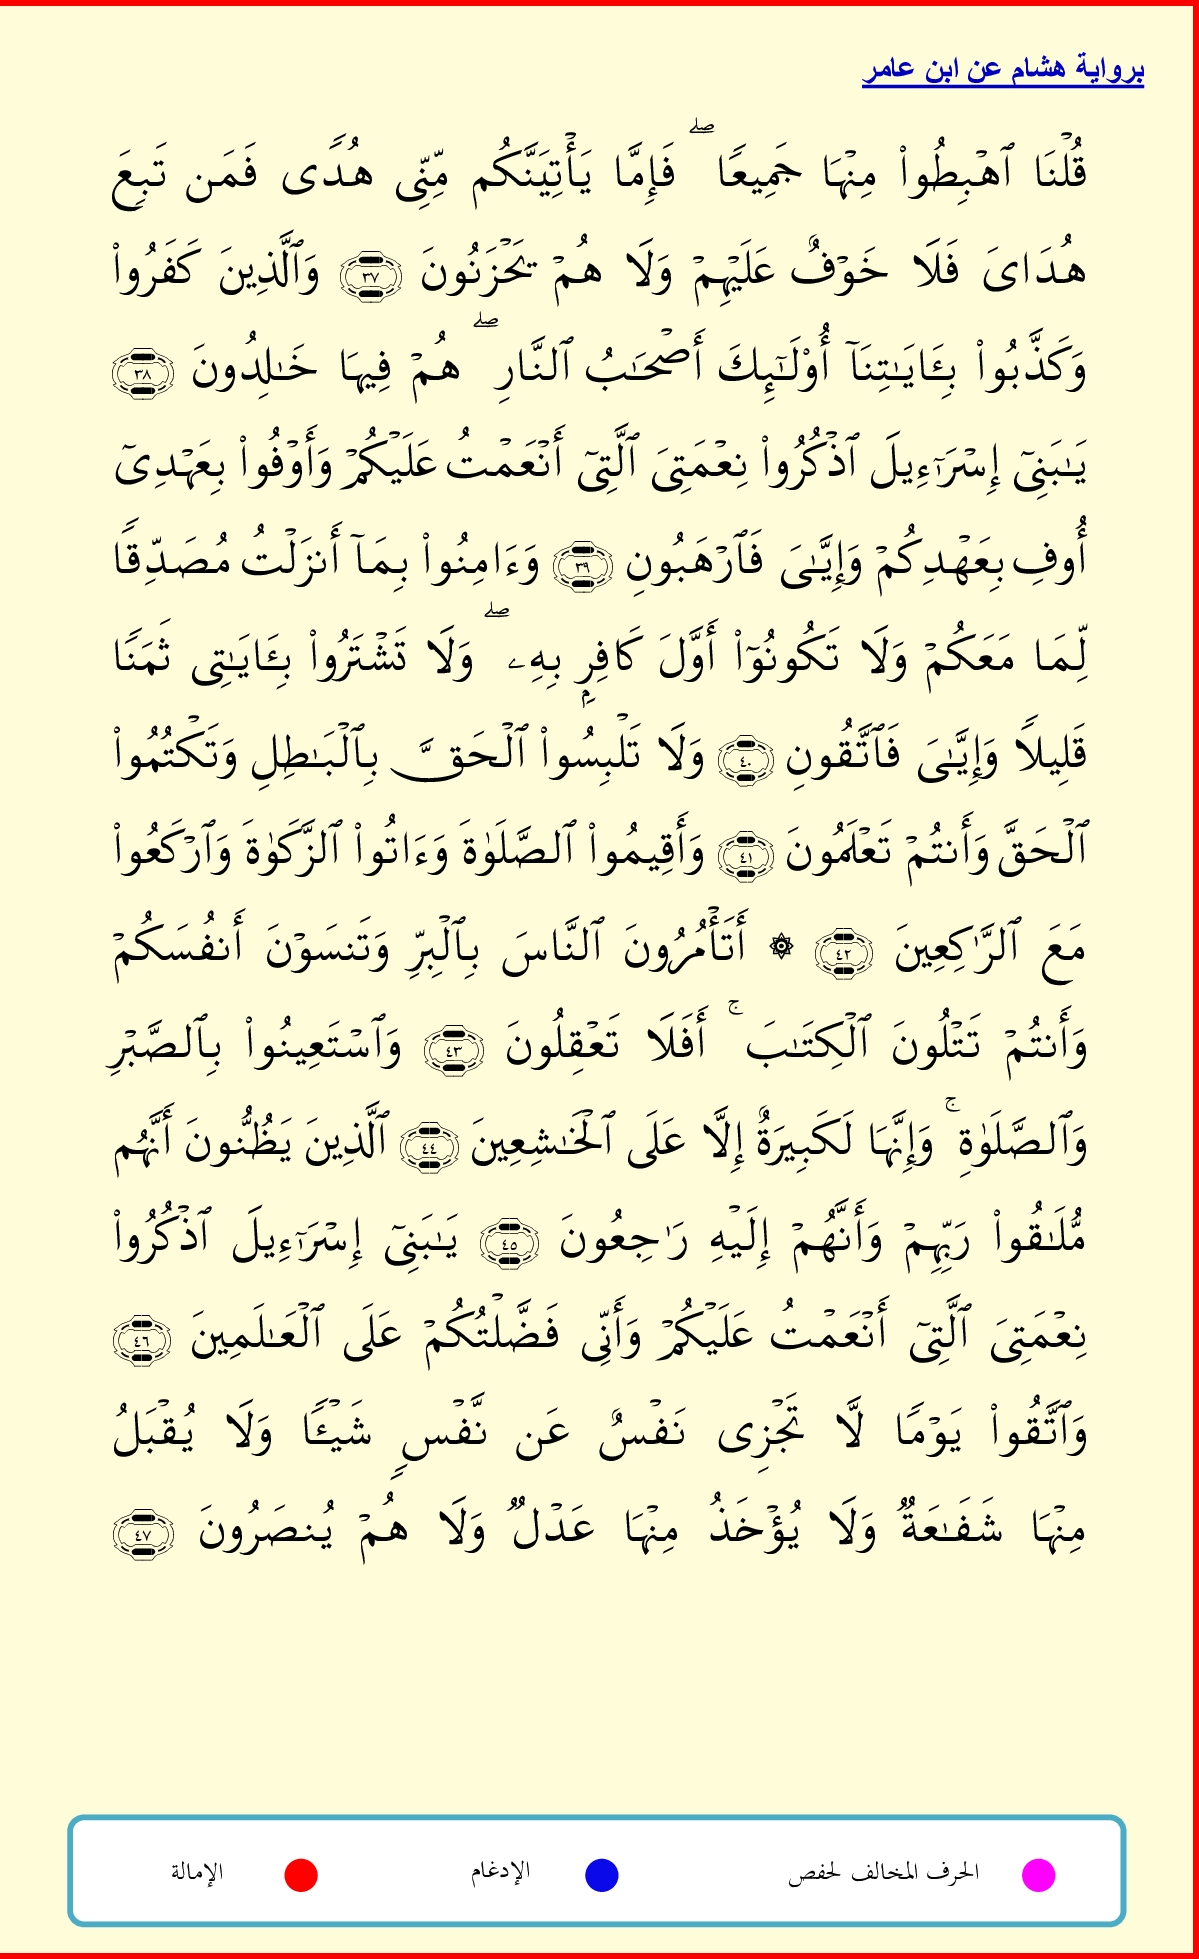 برواية هشام عن ابن عامر
قُلْنَا ٱهْبِطُوا۟ مِنْهَا جَمِيعًا ۖ فَإِمَّا يَأْتِيَنَّكُم مِّنِّى هُدًى فَمَن تَبِعَ
هُدَاىَ فَلَا خَوْفٌ عَلَيْهِمْ وَلَا هُمْ يَحْزَنُونَ ٣٧ وَٱلَّذِينَ كَفَرُوا۟
وَكَذَّبُوا۟ بِـَٔايَـٰتِنَآ أُو۟لَـٰٓئِكَ أَصْحَـٰبُ ٱلنَّارِ ۖ هُمْ فِيهَا خَـٰلِدُونَ ٣٨
يَـٰبَنِىٓ إِسْرَٰٓءِيلَ ٱذْكُرُوا۟ نِعْمَتِىَ ٱلَّتِىٓ أَنْعَمْتُ عَلَيْكُمْ وَأَوْفُوا۟ بِعَهْدِىٓ
أُوفِ بِعَهْدِكُمْ وَإِيَّـٰىَ فَٱرْهَبُونِ ٣٩ وَءَامِنُوا۟ بِمَآ أَنزَلْتُ مُصَدِّقًا
لِّمَا مَعَكُمْ وَلَا تَكُونُوٓا۟ أَوَّلَ كَافِرٍۭ بِهِۦ ۖ وَلَا تَشْتَرُوا۟ بِـَٔايَـٰتِى ثَمَنًا
قَلِيلًا وَإِيَّـٰىَ فَٱتَّقُونِ ٤٠ وَلَا تَلْبِسُوا۟ ٱلْحَقَّ بِٱلْبَـٰطِلِ وَتَكْتُمُوا۟
ٱلْحَقَّ وَأَنتُمْ تَعْلَمُونَ ٤١ وَأَقِيمُوا۟ ٱلصَّلَوٰةَ وَءَاتُوا۟ ٱلزَّكَوٰةَ وَٱرْكَعُوا۟
مَعَ ٱلرَّٰكِعِينَ ٤٢ ۞ أَتَأْمُرُونَ ٱلنَّاسَ بِٱلْبِرِّ وَتَنسَوْنَ أَنفُسَكُمْ
وَأَنتُمْ تَتْلُونَ ٱلْكِتَـٰبَ ۚ أَفَلَا تَعْقِلُونَ ٤٣ وَٱسْتَعِينُوا۟ بِٱلصَّبْرِ
وَٱلصَّلَوٰةِ ۚ وَإِنَّهَا لَكَبِيرَةٌ إِلَّا عَلَى ٱلْخَـٰشِعِينَ ٤٤ ٱلَّذِينَ يَظُنُّونَ أَنَّهُم
مُّلَـٰقُوا۟ رَبِّهِمْ وَأَنَّهُمْ إِلَيْهِ رَٰجِعُونَ ٤٥ يَـٰبَنِىٓ إِسْرَٰٓءِيلَ ٱذْكُرُوا۟
نِعْمَتِىَ ٱلَّتِىٓ أَنْعَمْتُ عَلَيْكُمْ وَأَنِّى فَضَّلْتُكُمْ عَلَى ٱلْعَـٰلَمِينَ ٤٦
وَٱتَّقُوا۟ يَوْمًا لَّا تَجْزِى نَفْسٌ عَن نَّفْسٍ شَيْـًٔا وَلَا يُقْبَلُ
مِنْهَا شَفَـٰعَةٌ وَلَا يُؤْخَذُ مِنْهَا عَدْلٌ وَلَا هُمْ يُنصَرُونَ ٤٧
الحرف المخالف لحفص الإدغام الإمالة